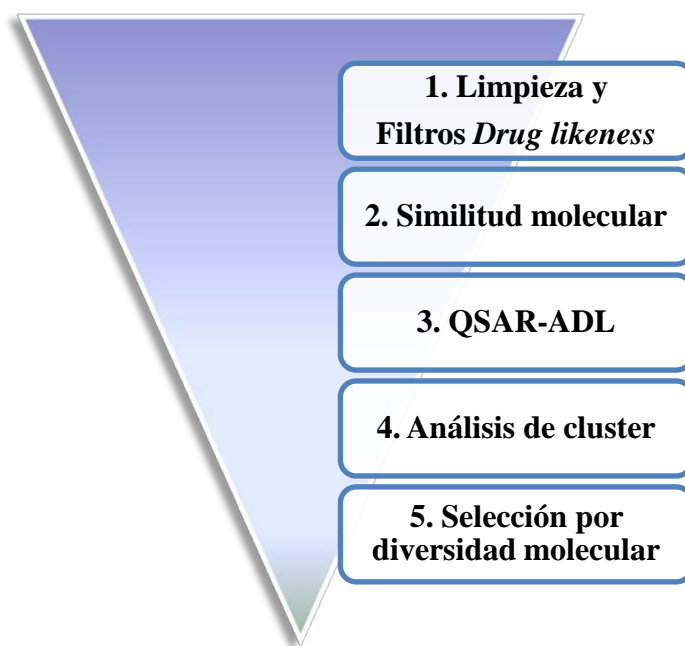 1. Limpieza y
Filtros Drug likeness
2. Similitud molecular
3. QSAR-ADL
4. Análisis de cluster
5. Selección por
diversidad molecular